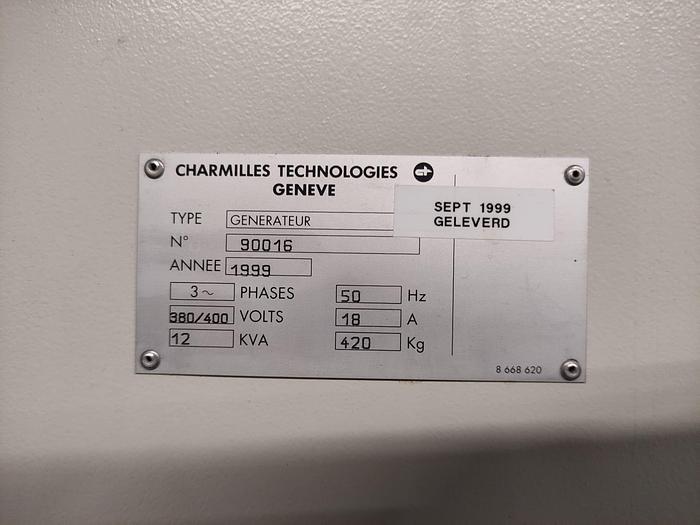 CHARMILLES TECHNOLOGIES
GENEVE
SEPT 1999
GELEVERD
TYPE GENERATEUR
N° 90016
ANNEE 1999
3~ PHASES 50 Hz
380/400 VOLTS 18 A
12 KVA 420 Kg
8 668 620